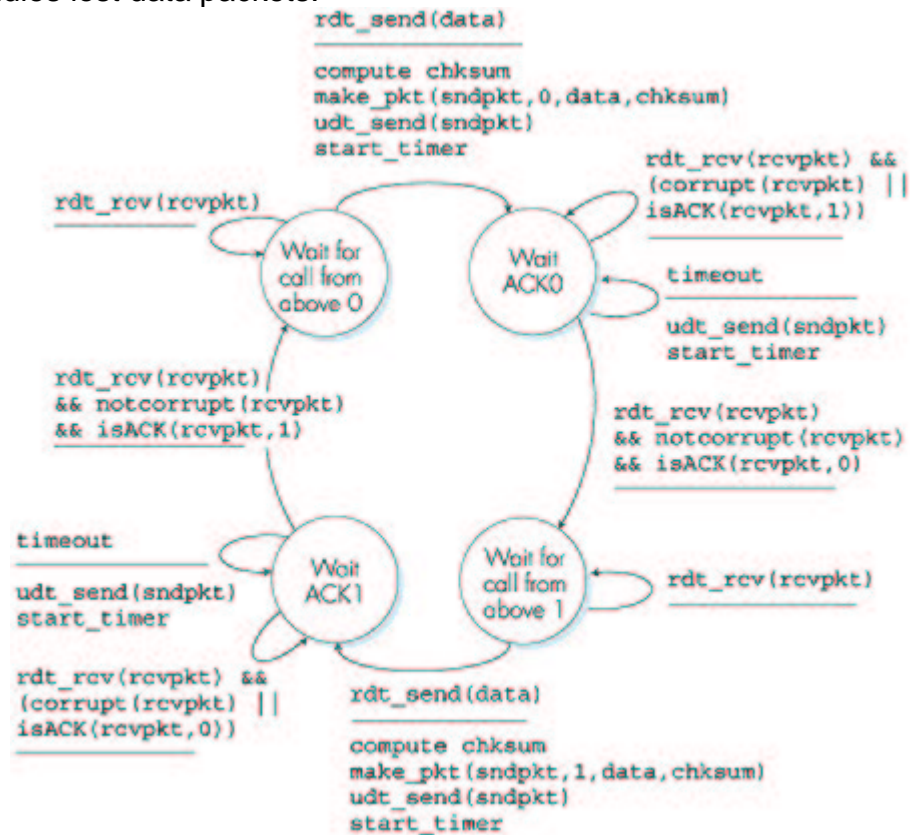 lost data packets.
rdt_send(data)
compute chksum
make_pkt(sndpkt,0,data,chksum)
udt_send(sndpkt)
start_timer
rdt_rcv(rcvpkt) &&
(corrupt(rcvpkt) ||
isACK(rcvpkt,1))
rdt_rcv(rcvpkt)
Wait for
call from
above 0
Wait
ACK0
timeout
udt_send(sndpkt)
start_timer
rdt_rcv(rcvpkt)
&& notcorrupt(rcvpkt)
&& isACK(rcvpkt,1)
rdt_rcv(rcvpkt)
&& notcorrupt(rcvpkt)
&& isACK(rcvpkt,0)
timeout
udt_send(sndpkt)
start_timer
Wait
ACK1
Wait for
call from
above 1
rdt_rcv(rcvpkt)
rdt_rcv(rcvpkt) &&
(corrupt(rcvpkt) ||
isACK(rcvpkt,0))
rdt_send(data)
compute chksum
make_pkt(sndpkt,1,data,chksum)
udt_send(sndpkt)
start_timer